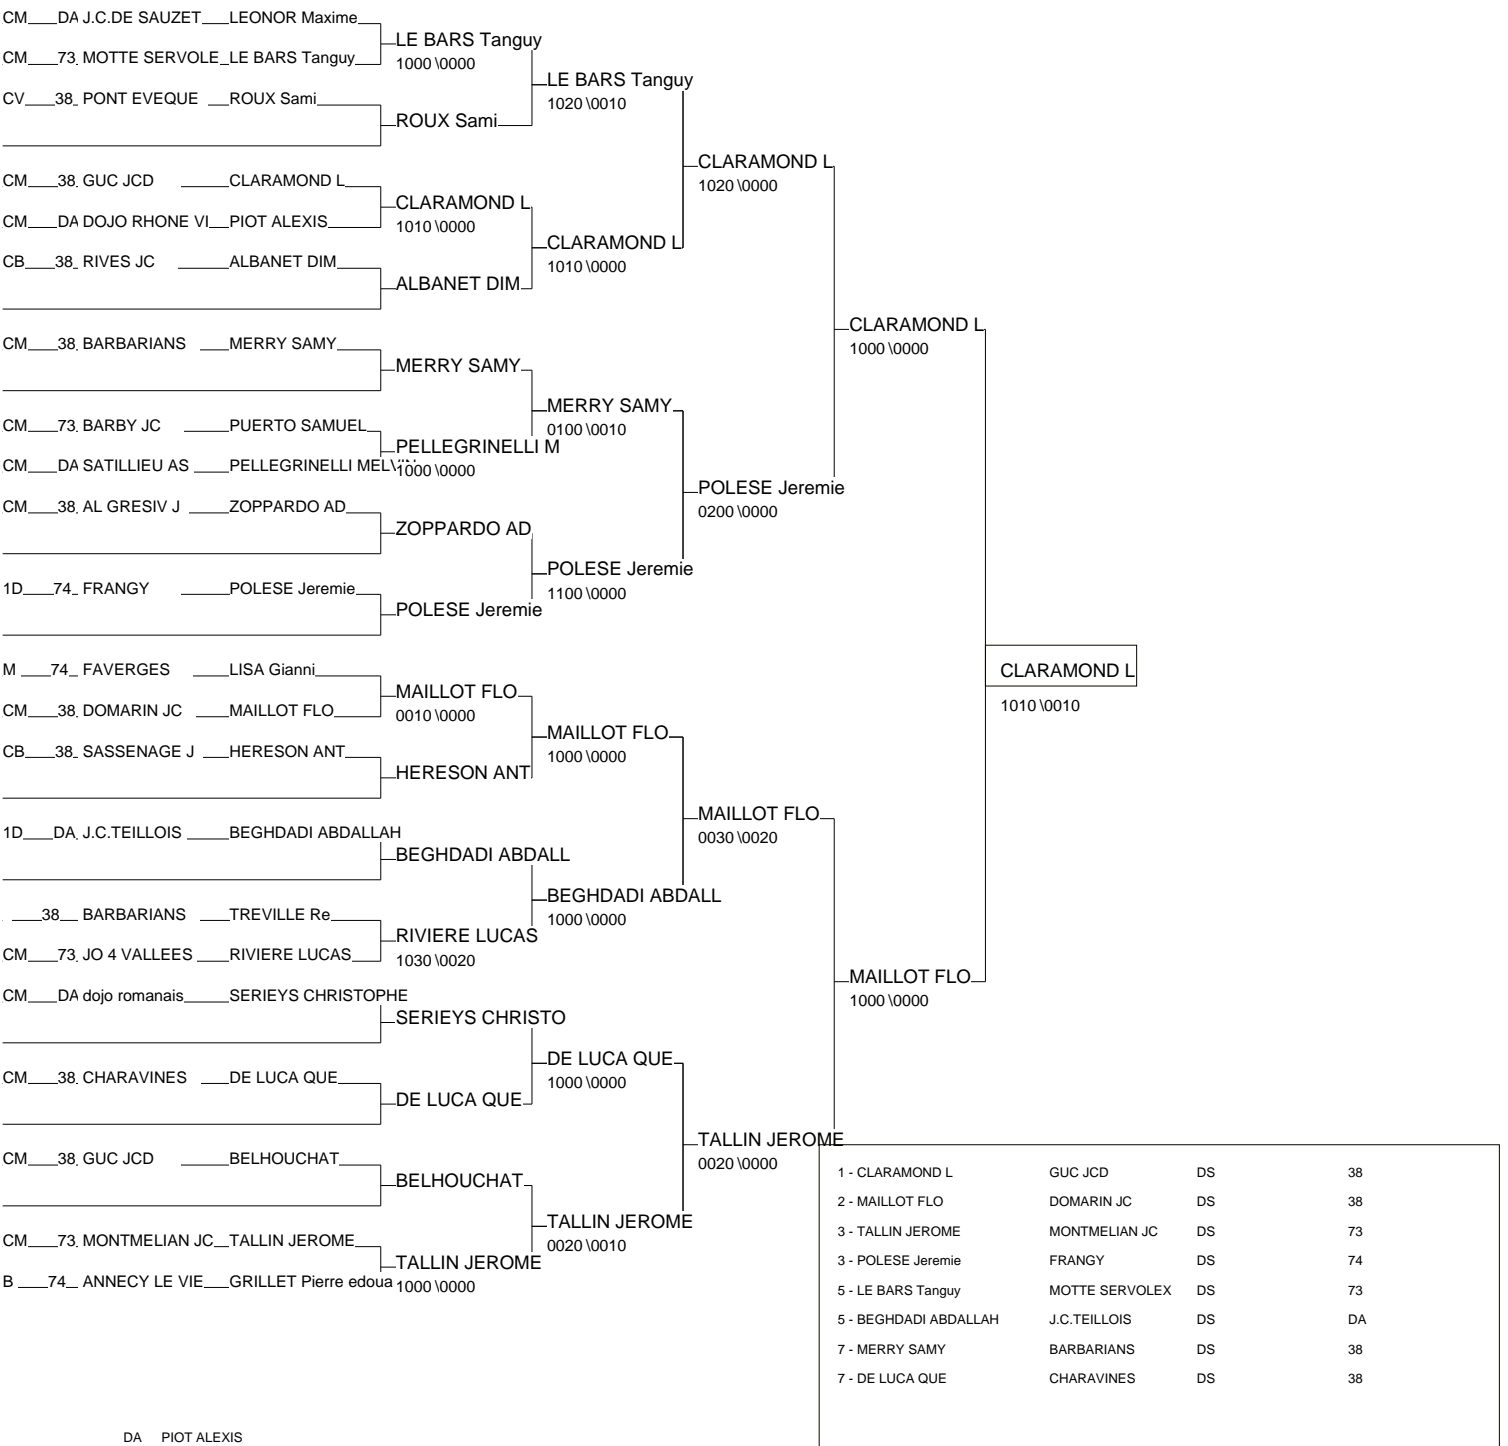 CM DA J.C.DE SAUZET LEONOR Maxime
LE BARS Tanguy
CM 73 MOTTE SERVOLE LE BARS Tanguy
1000 \0000
LE BARS Tanguy
CV 38 PONT EVEQUE ROUX Sami
1020 \0010
ROUX Sami
CLARAMOND L
CM 38 GUC JCD CLARAMOND L
1020 \0000
CLARAMOND L
CM DA DOJO RHONE VI PIOT ALEXIS
1010 \0000
CLARAMOND L
CB 38 RIVES JC ALBANET DIM
1010 \0000
ALBANET DIM
CLARAMOND L
CM 38 BARBARIANS MERRY SAMY
1000 \0000
MERRY SAMY
MERRY SAMY
CM 73 BARBY JC PUERTO SAMUEL
0100 \0010
PELLEGRINELLI M
CM DA SATILLIEU AS PELLEGRINELLI MELVIN
1000 \0000
POLESE Jeremie
CM 38 AL GRESIV J ZOPPARDO AD
0200 \0000
ZOPPARDO AD
POLESE Jeremie
1D 74 FRANGY POLESE Jeremie
1100 \0000
POLESE Jeremie
M 74 FAVERGES LISA Gianni
CLARAMOND L
MAILLOT FLO
1010 \0010
CM 38 DOMARIN JC MAILLOT FLO
0010 \0000
MAILLOT FLO
CB 38 SASSENAGE J HERESON ANT
1000 \0000
HERESON ANT
MAILLOT FLO
1D DA J.C.TEILLOIS BEGHDADI ABDALLAH
0030 \0020
BEGHDADI ABDALL
BEGHDADI ABDALL
38 BARBARIANS TREVILLE Re
1000 \0000
RIVIERE LUCAS
CM 73 JO 4 VALLEES RIVIERE LUCAS
1030 \0020
MAILLOT FLO
CM DA dojo romanais SERIEYS CHRISTOPHE
1000 \0000
SERIEYS CHRISTO
DE LUCA QUE
CM 38 CHARAVINES DE LUCA QUE
1000 \0000
DE LUCA QUE
TALLIN JEROME
CM 38 GUC JCD BELHOUCHAT
0020 \0000
BELHOUCHAT
TALLIN JEROME
CM 73 MONTMELIAN JC TALLIN JEROME
0020 \0010
TALLIN JEROME
B 74 ANNECY LE VIE GRILLET Pierre edoua
1000 \0000
1 - CLARAMOND L GUC JCD DS 38
2 - MAILLOT FLO DOMARIN JC DS 38
3 - TALLIN JEROME MONTMELIAN JC DS 73
3 - POLESE Jeremie FRANGY DS 74
5 - LE BARS Tanguy MOTTE SERVOLEX DS 73
5 - BEGHDADI ABDALLAH J.C.TEILLOIS DS DA
7 - MERRY SAMY BARBARIANS DS 38
7 - DE LUCA QUE CHARAVINES DS 38
DA PIOT ALEXIS